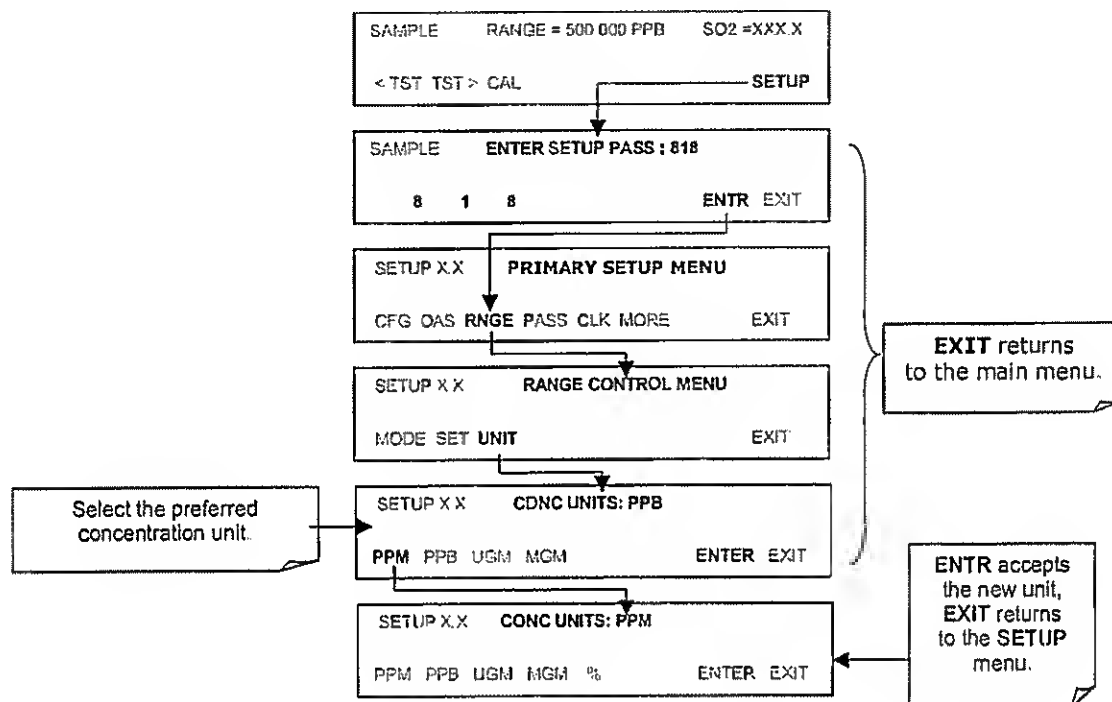 SAMPLE RANGE = 500 000 PPB SO2 =XXX.X
< TST TST > CAL SETUP
SAMPLE ENTER SETUP PASS : 818
8 1 8 ENTR EXIT
SETUP X.X PRIMARY SETUP MENU
CFG OAS RNGE PASS CLK MORE EXIT
EXIT returns
to the main menu.
SETUP X X RANGE CONTROL MENU
MODE SET UNIT EXIT
Select the preferred
concentration unit.
SETUP X X CDNC UNITS: PPB
PPM PPB UGM MGM ENTER EXIT
ENTR accepts
the new unit,
EXIT returns
to the SETUP
menu.
SETUP X.X CONC UNITS: PPM
PPM PPB UGM MGM % ENTER EXIT